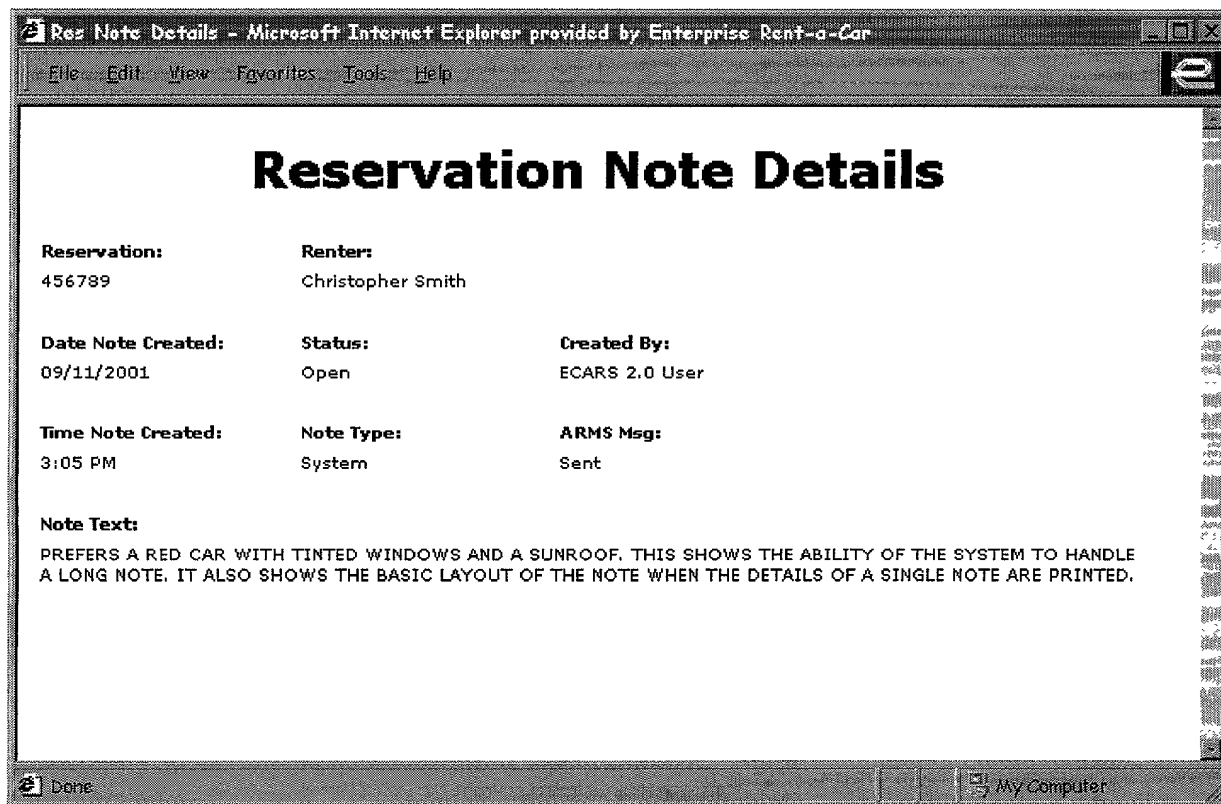 Res Note Details - Microsoft Internet Explorer provided by Enterprise Rent-a-Car
File Edit View Favorites Tools Help
Reservation Note Details
Reservation: Renter:
456789 Christopher Smith
Date Note Created: Status: Created By:
09/11/2001 Open ECARS 2.0 User
Time Note Created: Note Type: ARMS Msg:
3:05 PM System Sent
Note Text:
PREFERS A RED CAR WITH TINTED WINDOWS AND A SUNROOF. THIS SHOWS THE ABILITY OF THE SYSTEM TO HANDLE
A LONG NOTE. IT ALSO SHOWS THE BASIC LAYOUT OF THE NOTE WHEN THE DETAILS OF A SINGLE NOTE ARE PRINTED.
Done My Computer